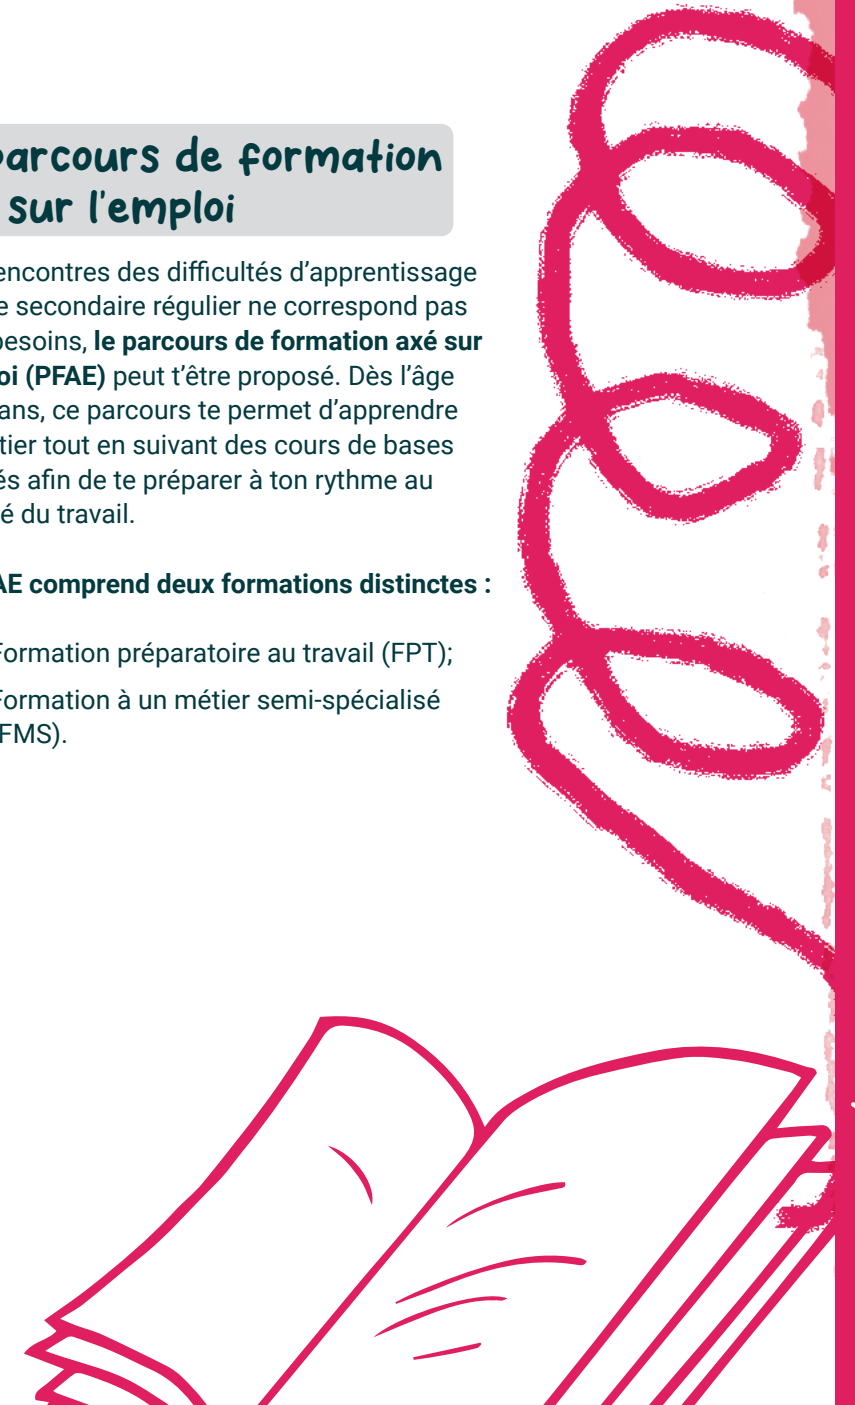 parcours de formation
sur l'emploi
encontres des difficultés d'apprentissage
e secondaire régulier ne correspond pas
besoins, le parcours de formation axé sur
oi (PFAE) peut t'être proposé. Dès l'âge
ans, ce parcours te permet d'apprendre
tier tout en suivant des cours de bases
és afin de te préparer à ton rythme au
é du travail.
AE comprend deux formations distinctes :
Formation préparatoire au travail (FPT);
Formation à un métier semi-spécialisé
FMS).